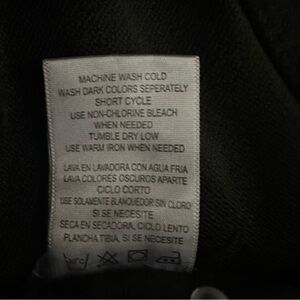 MACHINE WASH COLD
WASH DARK COLORS SEPERATELY
SHORT CYCLE
USE NON-CHLORINE BLEACH
WHEN NEEDED
TUMBLE DRY LOW
USE WARM IRON WHEN NEEDED
LAVA EN LAVADORA CON AGUA FRIA
LAVA COLORES OSCUROS APARTE
CICLO CORTO
USE SOLAMENTE BLANQUEADOR SIN CLORO
SI SE NECESITE
SECA EN SECADORA, CICLO LENTO
PLANCHA TIBIA, SI SE NECESITE